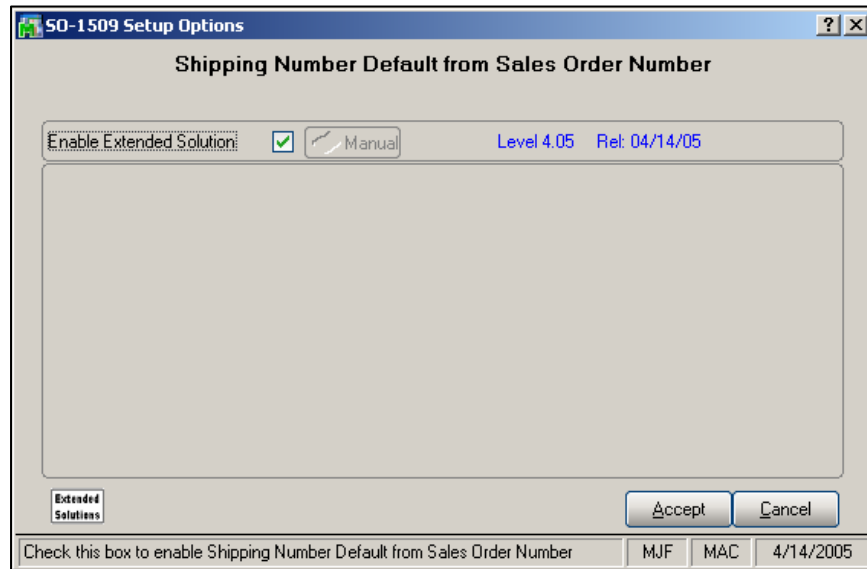 SO-1509 Setup Options
Shipping Number Default from Sales Order Number
Enable Extended Solution Manual Level 4.05 Rel: 04/14/05
Extended
Solutions
Accept Cancel
Check this box to enable Shipping Number Default from Sales Order Number MJF MAC 4/14/2005